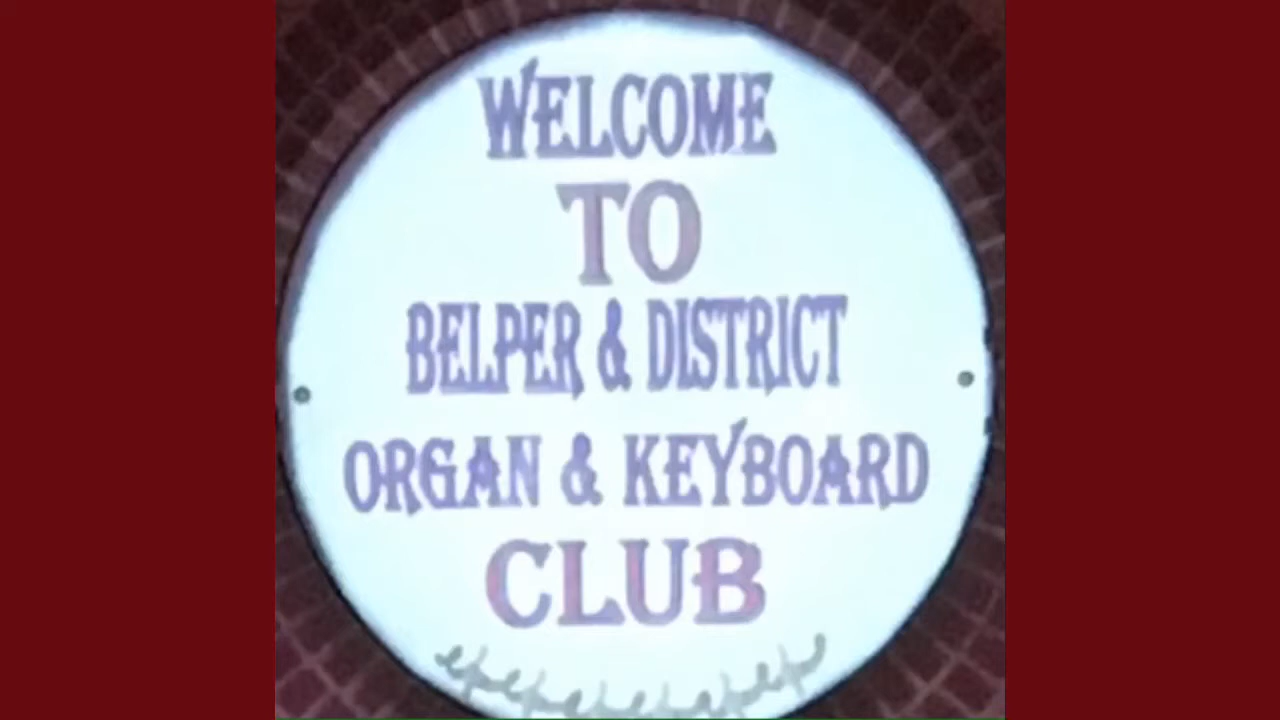 WELCOME
TO
BELPER & DISTRICT
ORGAN & KEYBOARD
CLUB